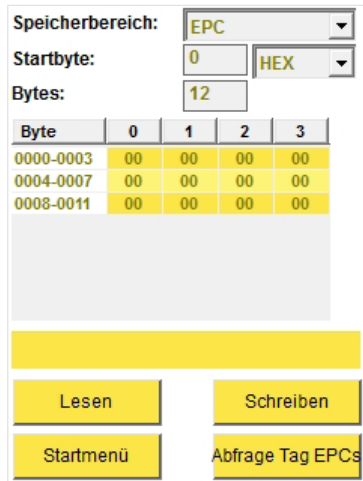 Speicherbereich: EPC
Startbyte: 0 HEX
Bytes: 12
Byte 0 1 2 3
0000-0003 00 00 00 00
0004-0007 00 00 00 00
0008-0011 00 00 00 00
Lesen Schreiben
Startmenü Abfrage Tag EPCs